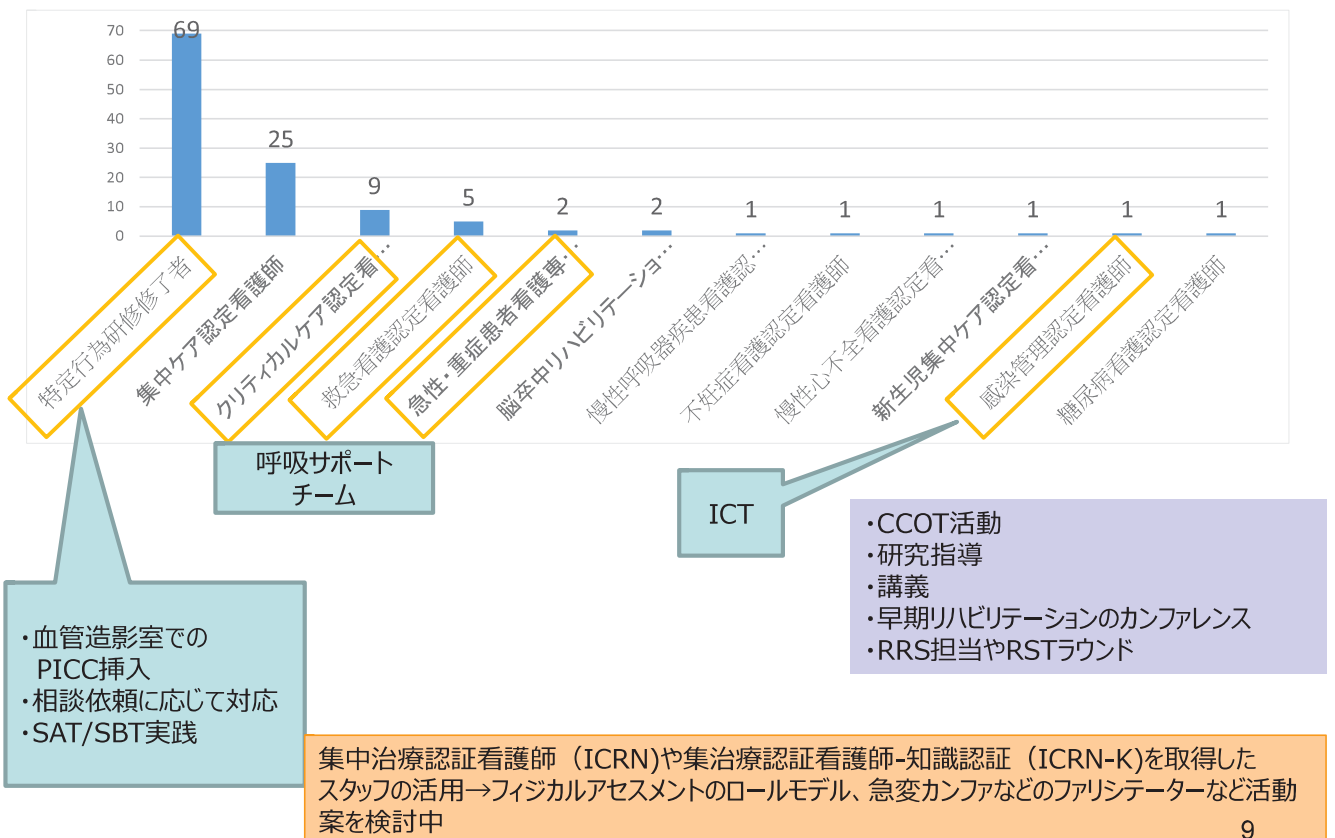 70
60
50
40
30
20
10
0
69
25
9
5
2
2
1
1
1
1
1
1
特定行為研修修了者
集中ケア認定看護師
クリティカルケア認定看…
救急看護認定看護師
急性・重症患者看護専…
脳卒中リハビリテーショ…
慢性呼吸器疾患看護認…
不妊症看護認定看護師
慢性心不全看護認定看…
新生児集中ケア認定看…
感染管理認定看護師
糖尿病看護認定看護師
呼吸サポート
チーム
ICT
・CCOT活動
・研究指導
・講義
・早期リハビリテーションのカンファレンス
・RRS担当やRSTラウンド
・血管造影室での
PICC挿入
・相談依頼に応じて対応
・SAT/SBT実践
集中治療認証看護師（ICRN)や集治療認証看護師-知識認証（ICRN-K)を取得した
スタッフの活用→フィジカルアセスメントのロールモデル、急変カンファなどのファリシテーターなど活動
案を検討中
9